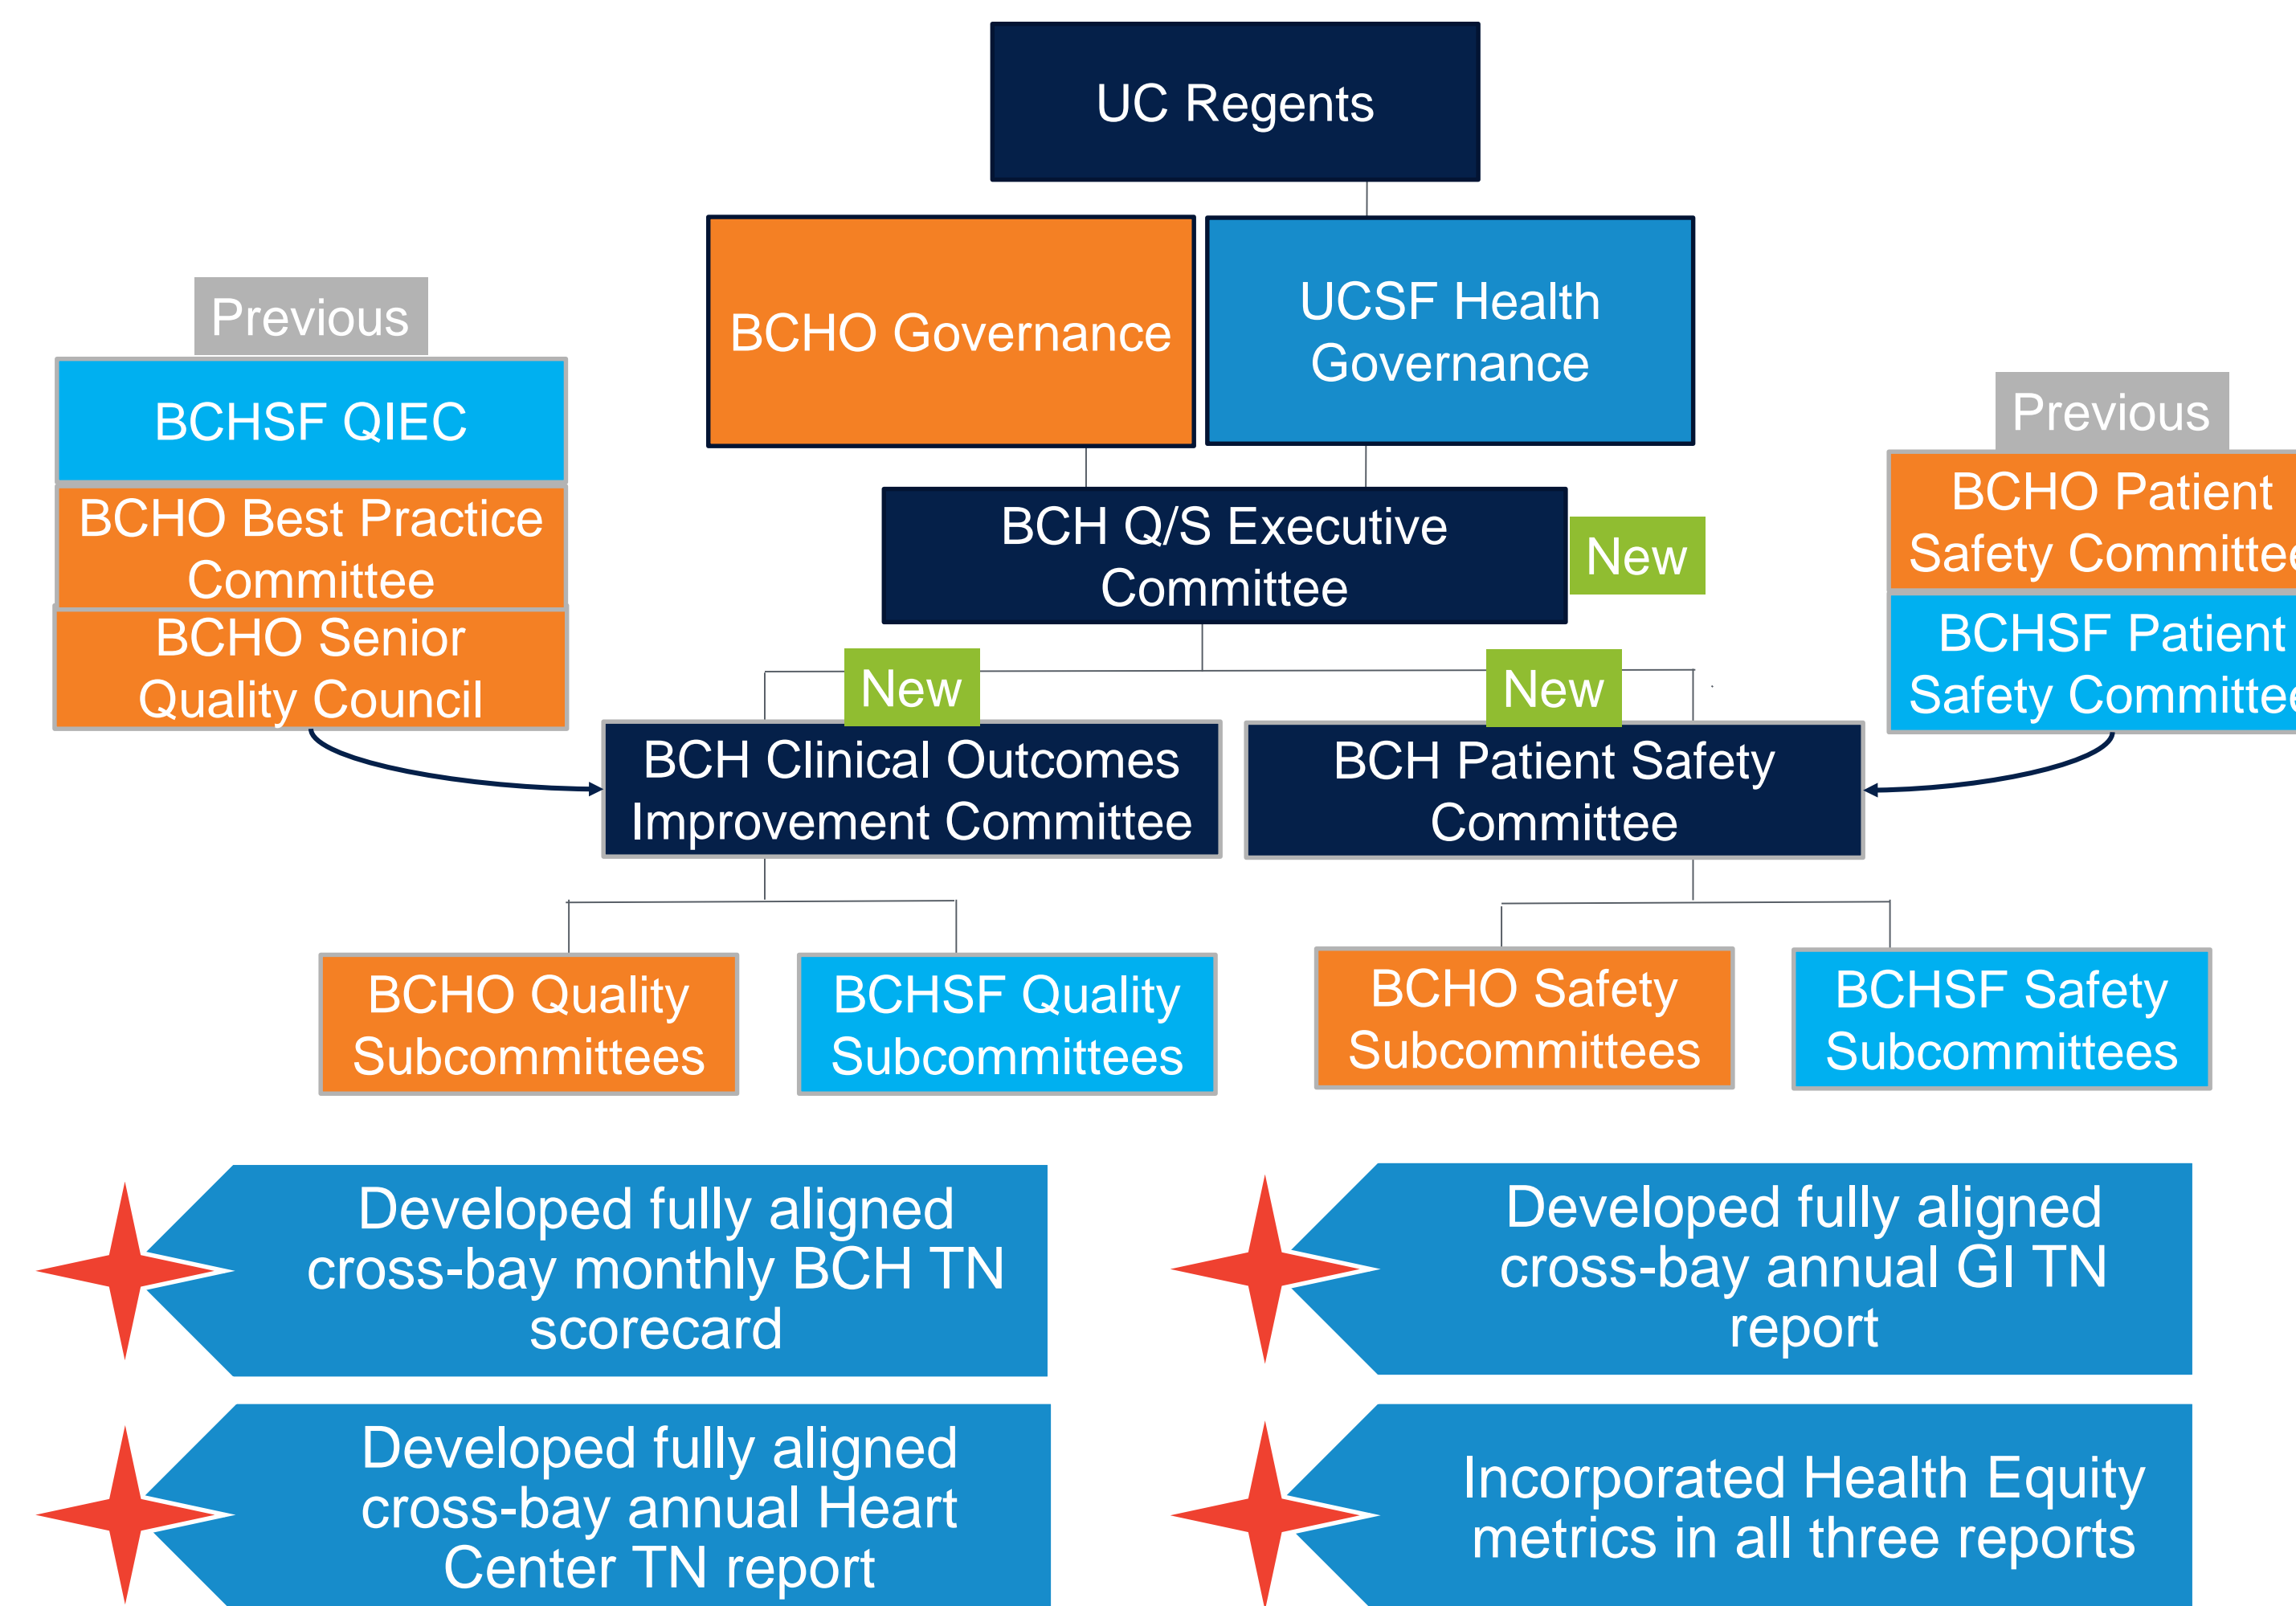 UC Regents
BCHO Governance
UCSF Health
Governance
Previous
BCHSF QIEC
BCHO Best Practice
Committee
BCHO Senior
Quality Council
BCH Q/S Executive
Committee
New
Previous
BCHO Patient
Safety Committee
BCHSF Patient
Safety Committee
New
New
BCH Clinical Outcomes
Improvement Committee
BCH Patient Safety
Committee
BCHO Quality
Subcommittees
BCHSF Quality
Subcommittees
BCHO Safety
Subcommittees
BCHSF Safety
Subcommittees
Developed fully aligned
cross-bay monthly BCH TN
scorecard
Developed fully aligned
cross-bay annual GI TN
report
Developed fully aligned
cross-bay annual Heart
Center TN report
Incorporated Health Equity
metrics in all three reports